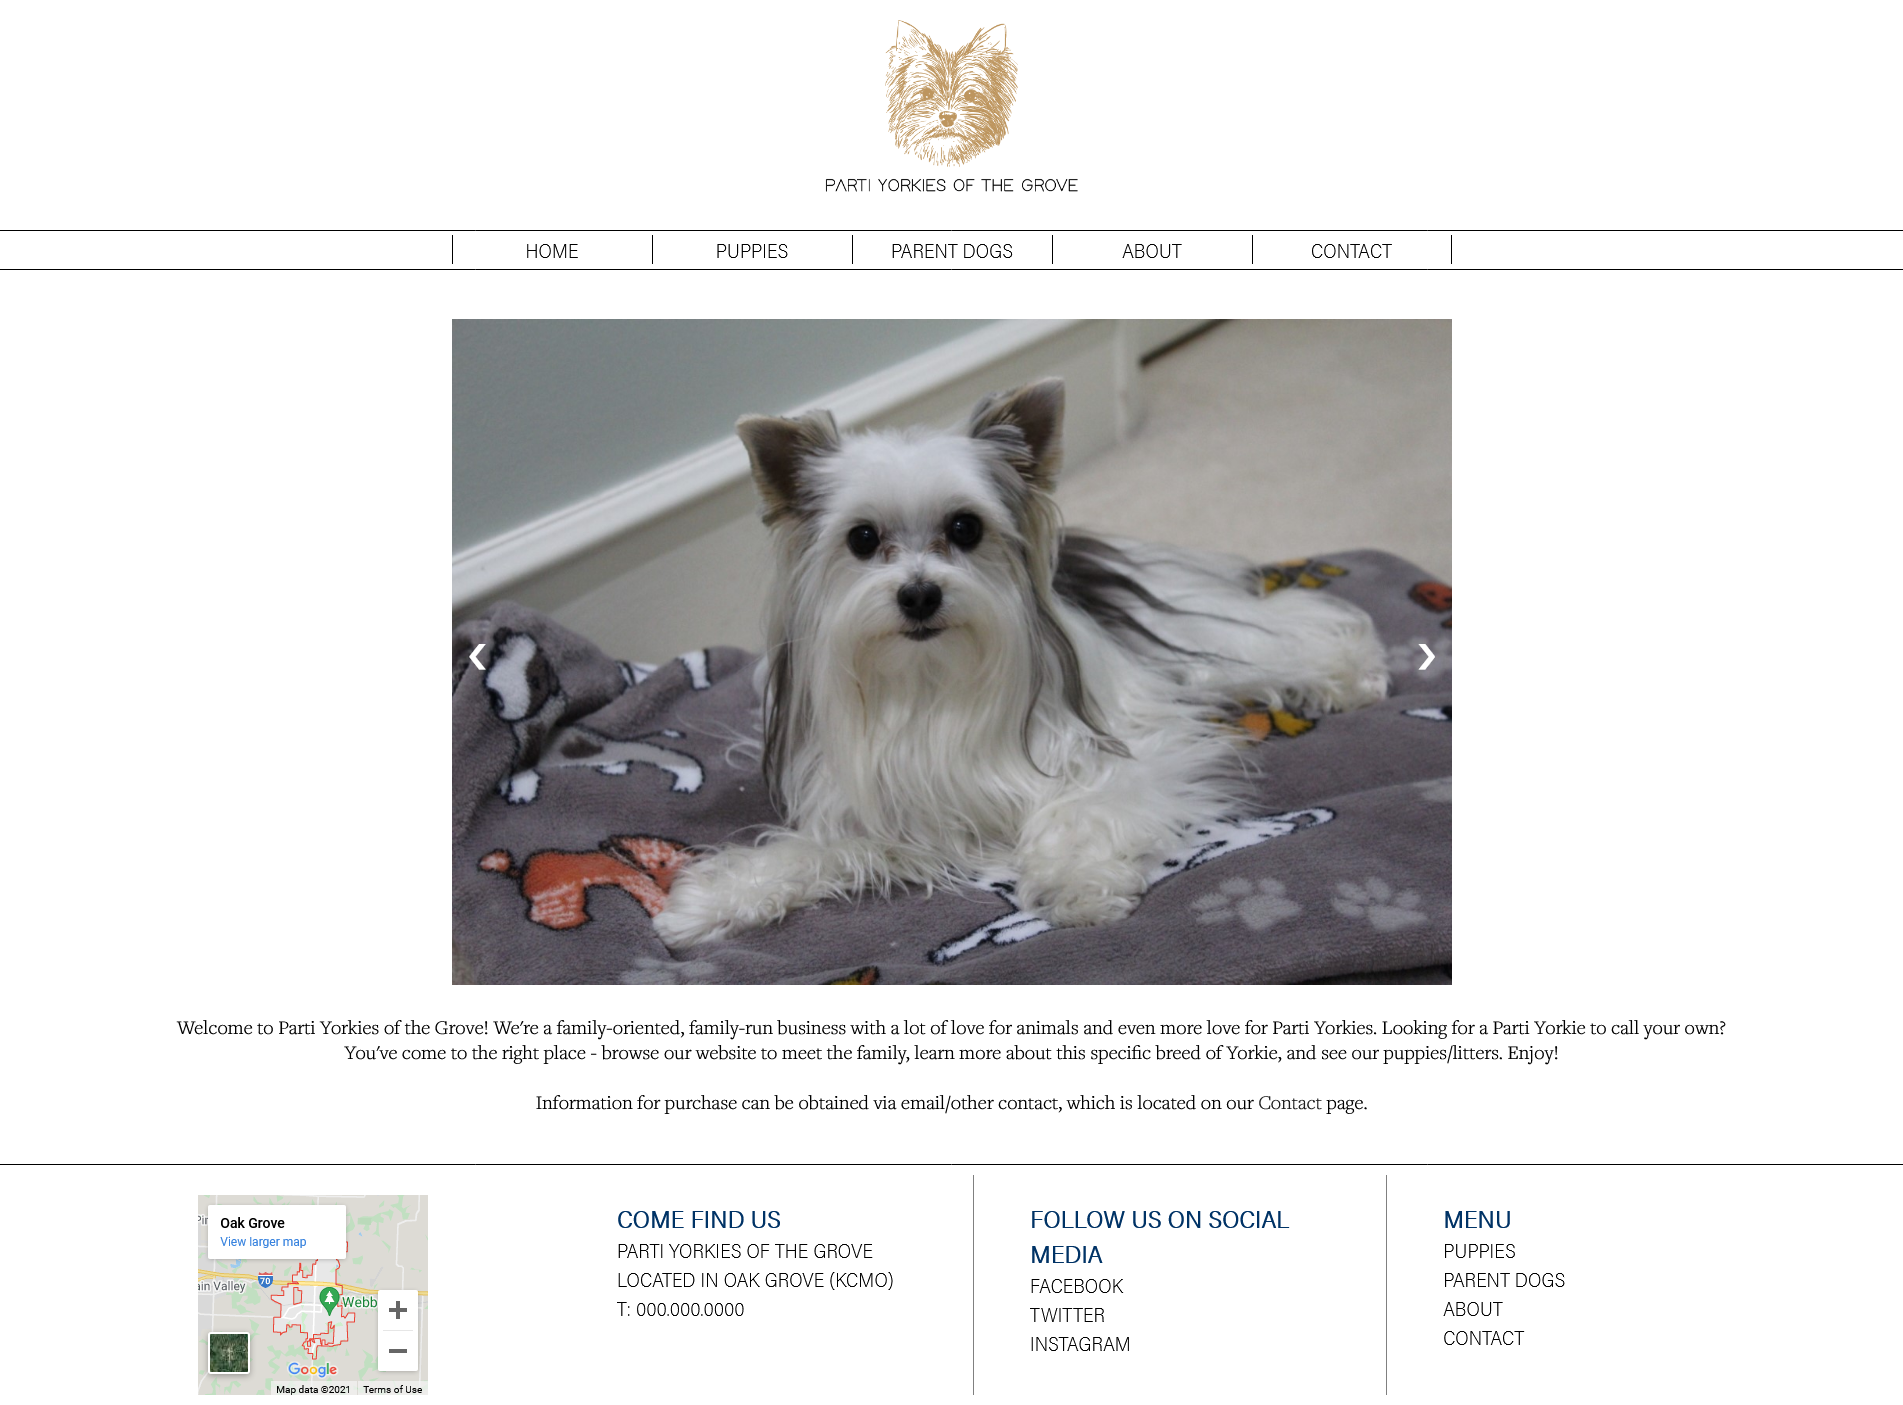 PARTI YORKIES OF THE GROVE
HOME
PUPPIES
PARENT DOGS
ABOUT
CONTACT
Welcome to Parti Yorkies of the Grove! We're a family-oriented, family-run business with a lot of love for animals and even more love for Parti Yorkies. Looking for a Parti Yorkie to call your own?
You've come to the right place - browse our website to meet the family, learn more about this specific breed of Yorkie, and see our puppies/litters. Enjoy!
Information for purchase can be obtained via email/other contact, which is located on our Contact page.
Oak Grove
View larger map
ain Valley
70
Webb
Google
Map data ©2021
Terms of Use
COME FIND US
PARTI YORKIES OF THE GROVE
LOCATED IN OAK GROVE (KCMO)
T: 000.000.0000
FOLLOW US ON SOCIAL
MEDIA
FACEBOOK
TWITTER
INSTAGRAM
MENU
PUPPIES
PARENT DOGS
ABOUT
CONTACT